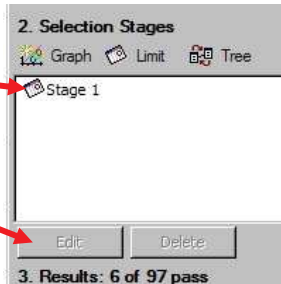 2. Selection Stages
Graph Limit Tree
Stage 1
Edit Delete
3. Results: 6 of 97 pass